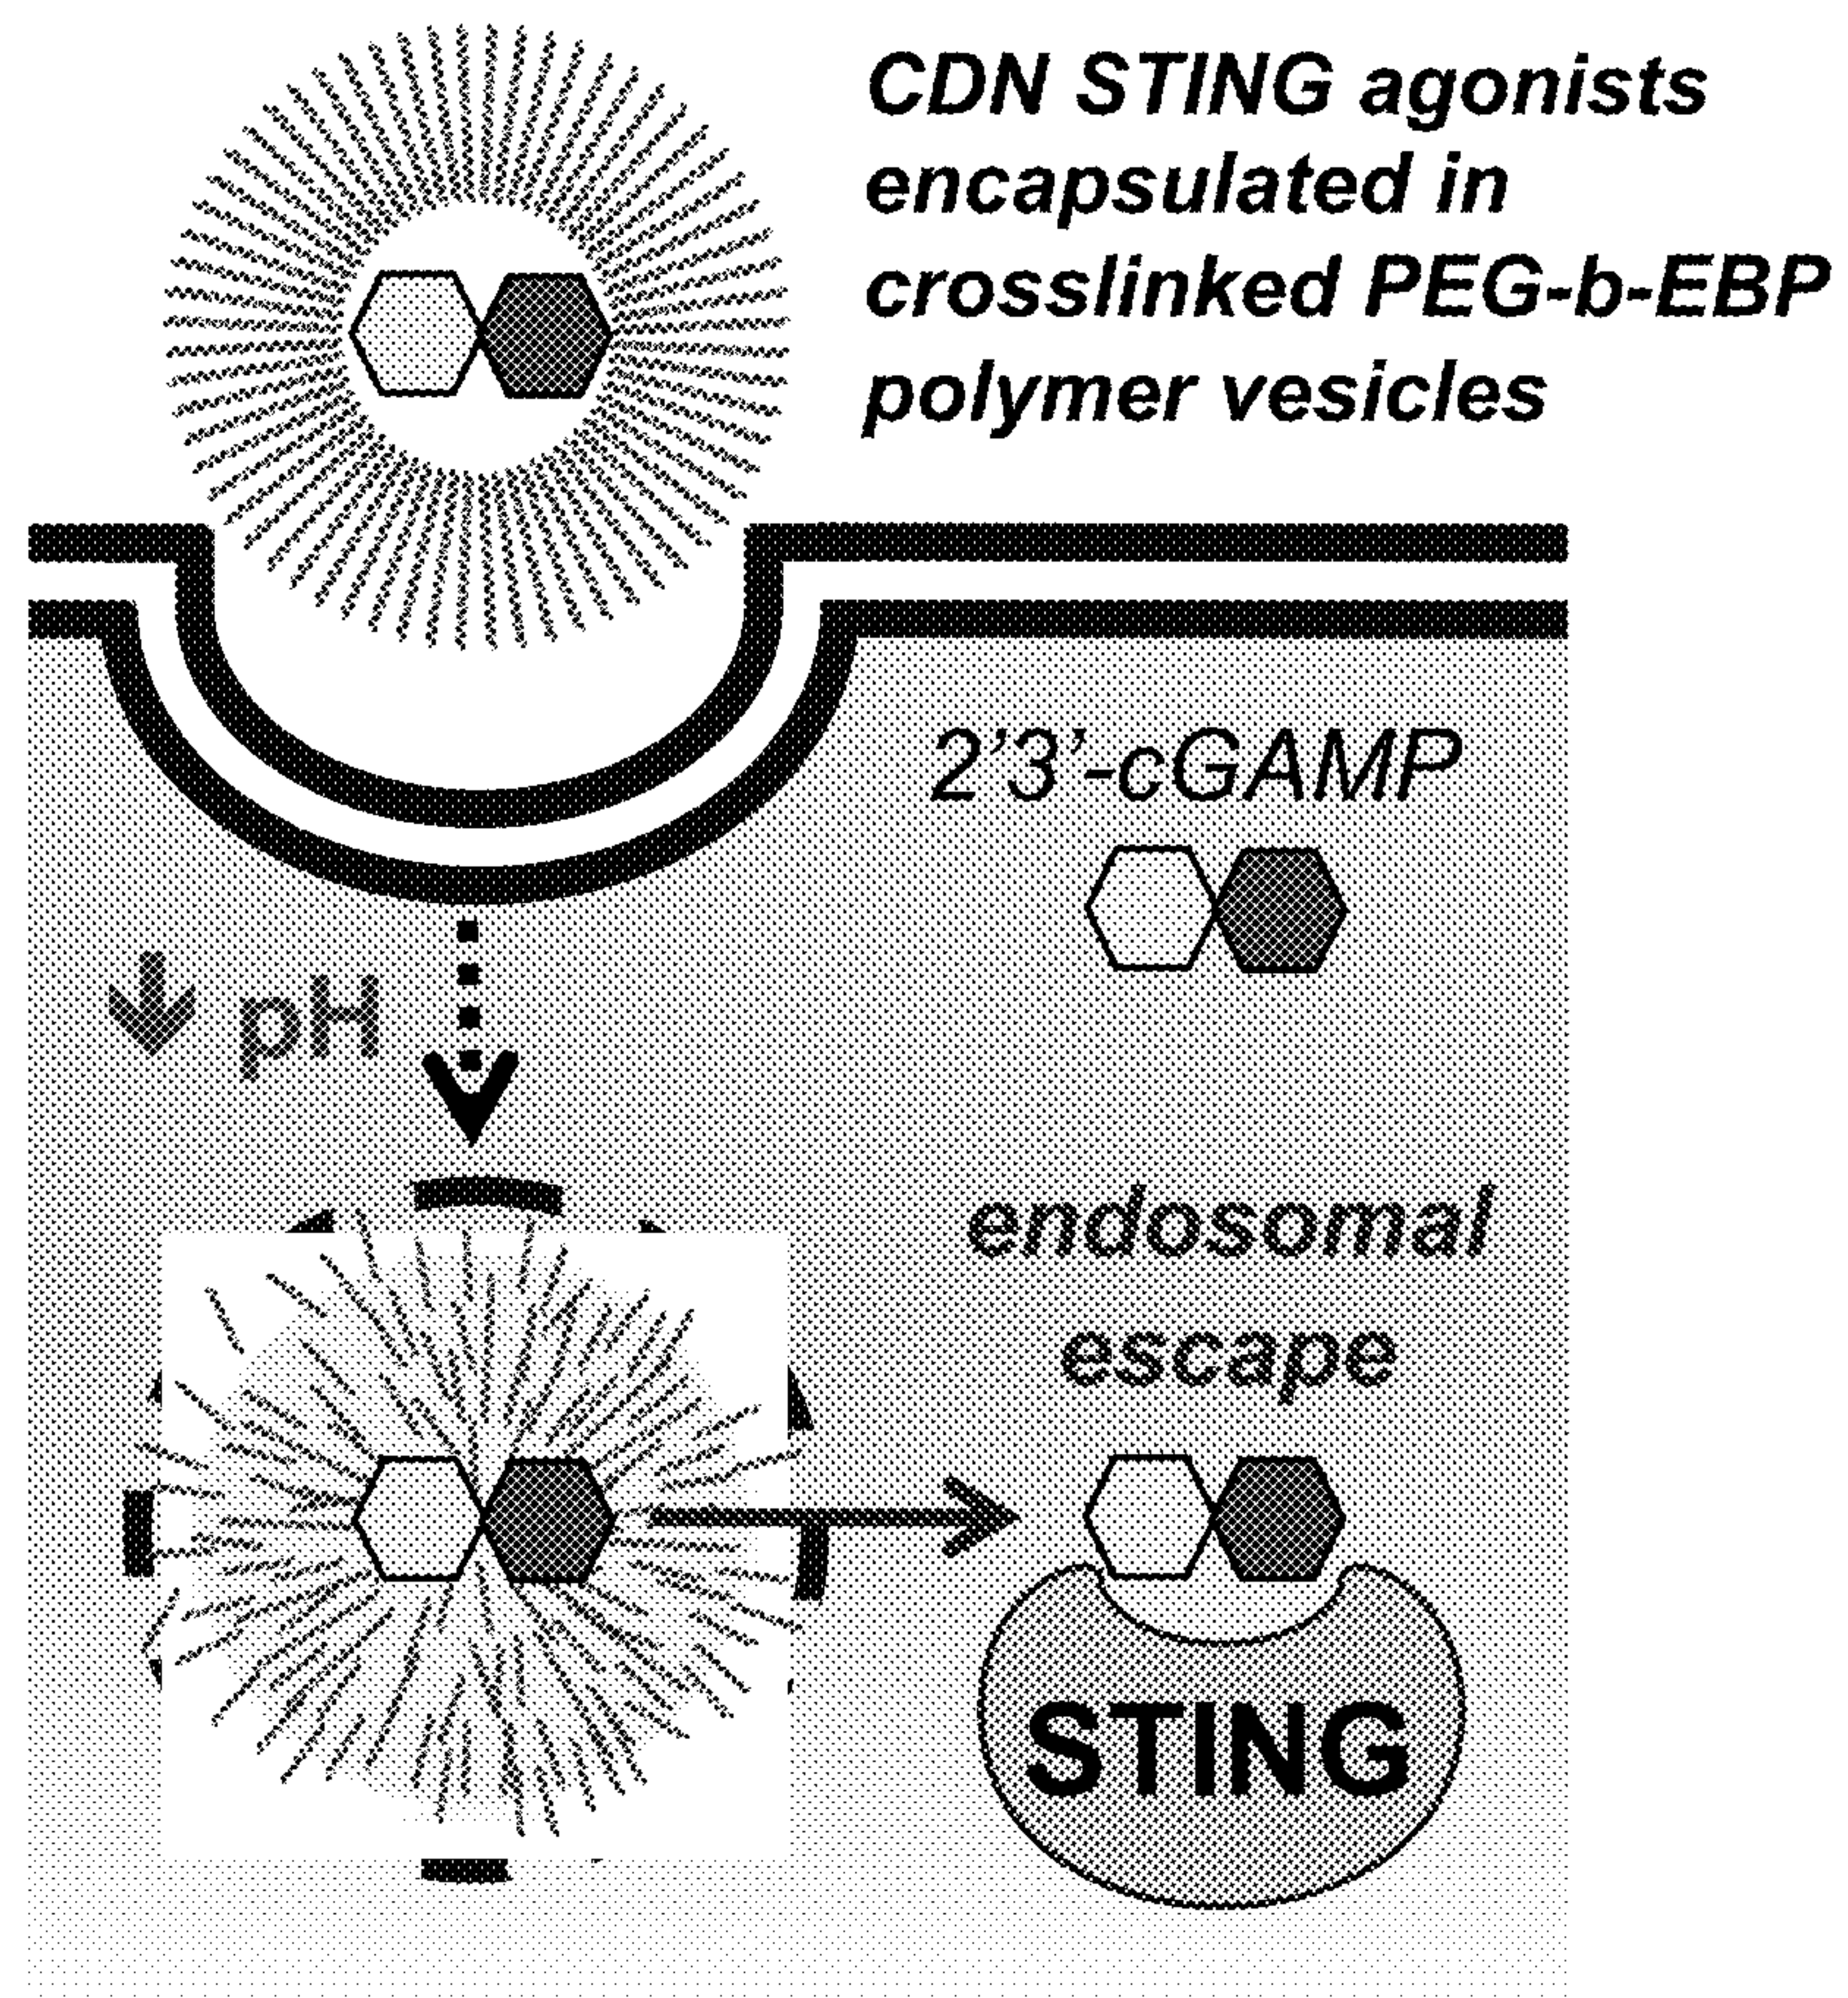 CDN STING agonists
encapsulated in
crosslinked PEG-b-EBP
polymer vesicles
2’3’-cGAMP
pH
endosomal
escape
STING